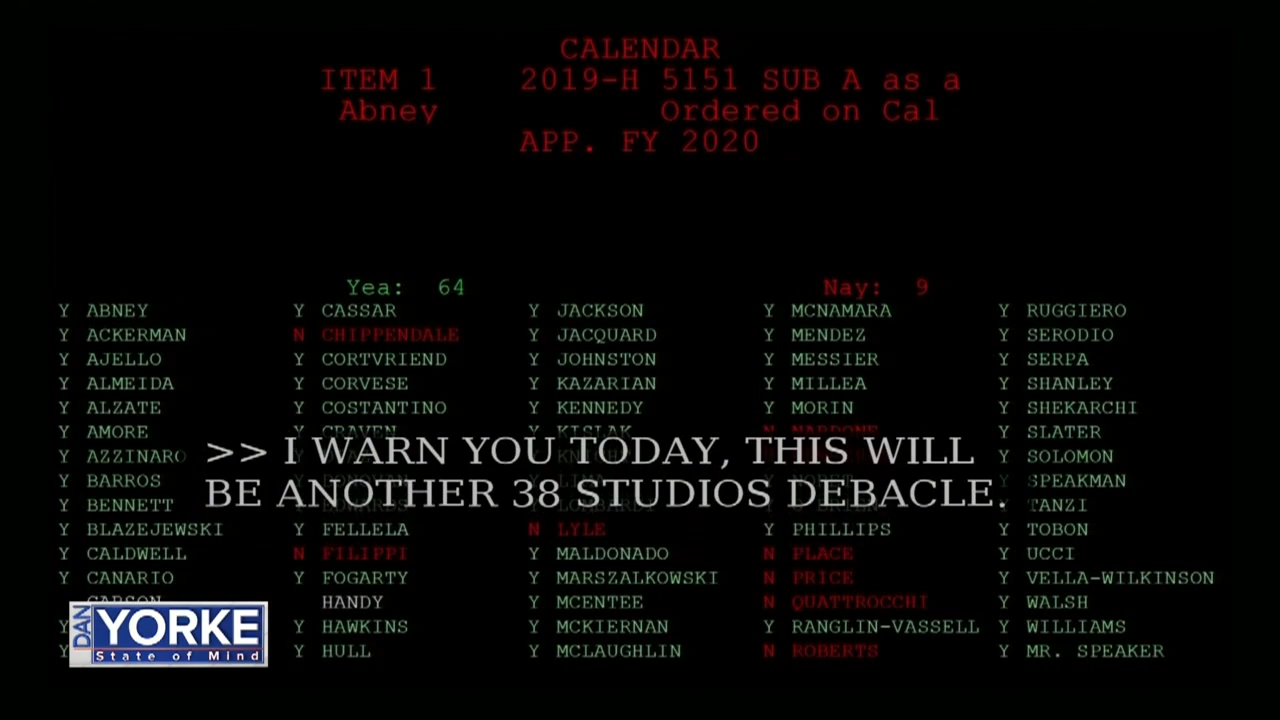 CALENDAR
ITEM 1 2019-H 5151 SUB A as a
Abney Ordered on Cal
APP. FY 2020
Yea: 64 Nay: 9
Y ABNEY Y CASSAR Y JACKSON Y MCNAMARA Y RUGGIERO
Y ACKERMAN N CHIPPENDALE Y JACQUARD Y MENDEZ Y SERODIO
Y AJELLO Y CORTVRIEND Y JOHNSTON Y MESSIER Y SERPA
Y ALMEIDA Y CORVESE Y KAZARIAN Y MILLEA Y SHANLEY
Y ALZATE Y COSTANTINO Y KENNEDY Y MORIN Y SHEKARCHI
Y AMORE Y CRAVEN Y KISLAK N NARDONE Y SLATER
Y AZZINARO Y SOLOMON
>> I WARN YOU TODAY, THIS WILL
BE ANOTHER 38 STUDIOS DEBACLE.
Y BARROS Y SPEAKMAN
Y BENNETT Y TANZI
Y BLAZEJEWSKI Y FELLELA N LYLE Y PHILLIPS Y TOBON
Y CALDWELL N FILIPPI Y MALDONADO N PLACE Y UCCI
Y CANARIO Y FOGARTY Y MARSZALKOWSKI N PRICE Y VELLA-WILKINSON
CARSON HANDY Y MCENTEE N QUATTROCCHI Y WALSH
Y Y HAWKINS Y MCKIERNAN Y RANGLIN-VASSELL Y WILLIAMS
Y Y HULL Y MCLAUGHLIN N ROBERTS Y MR. SPEAKER
DAN YORKE
State of Mind